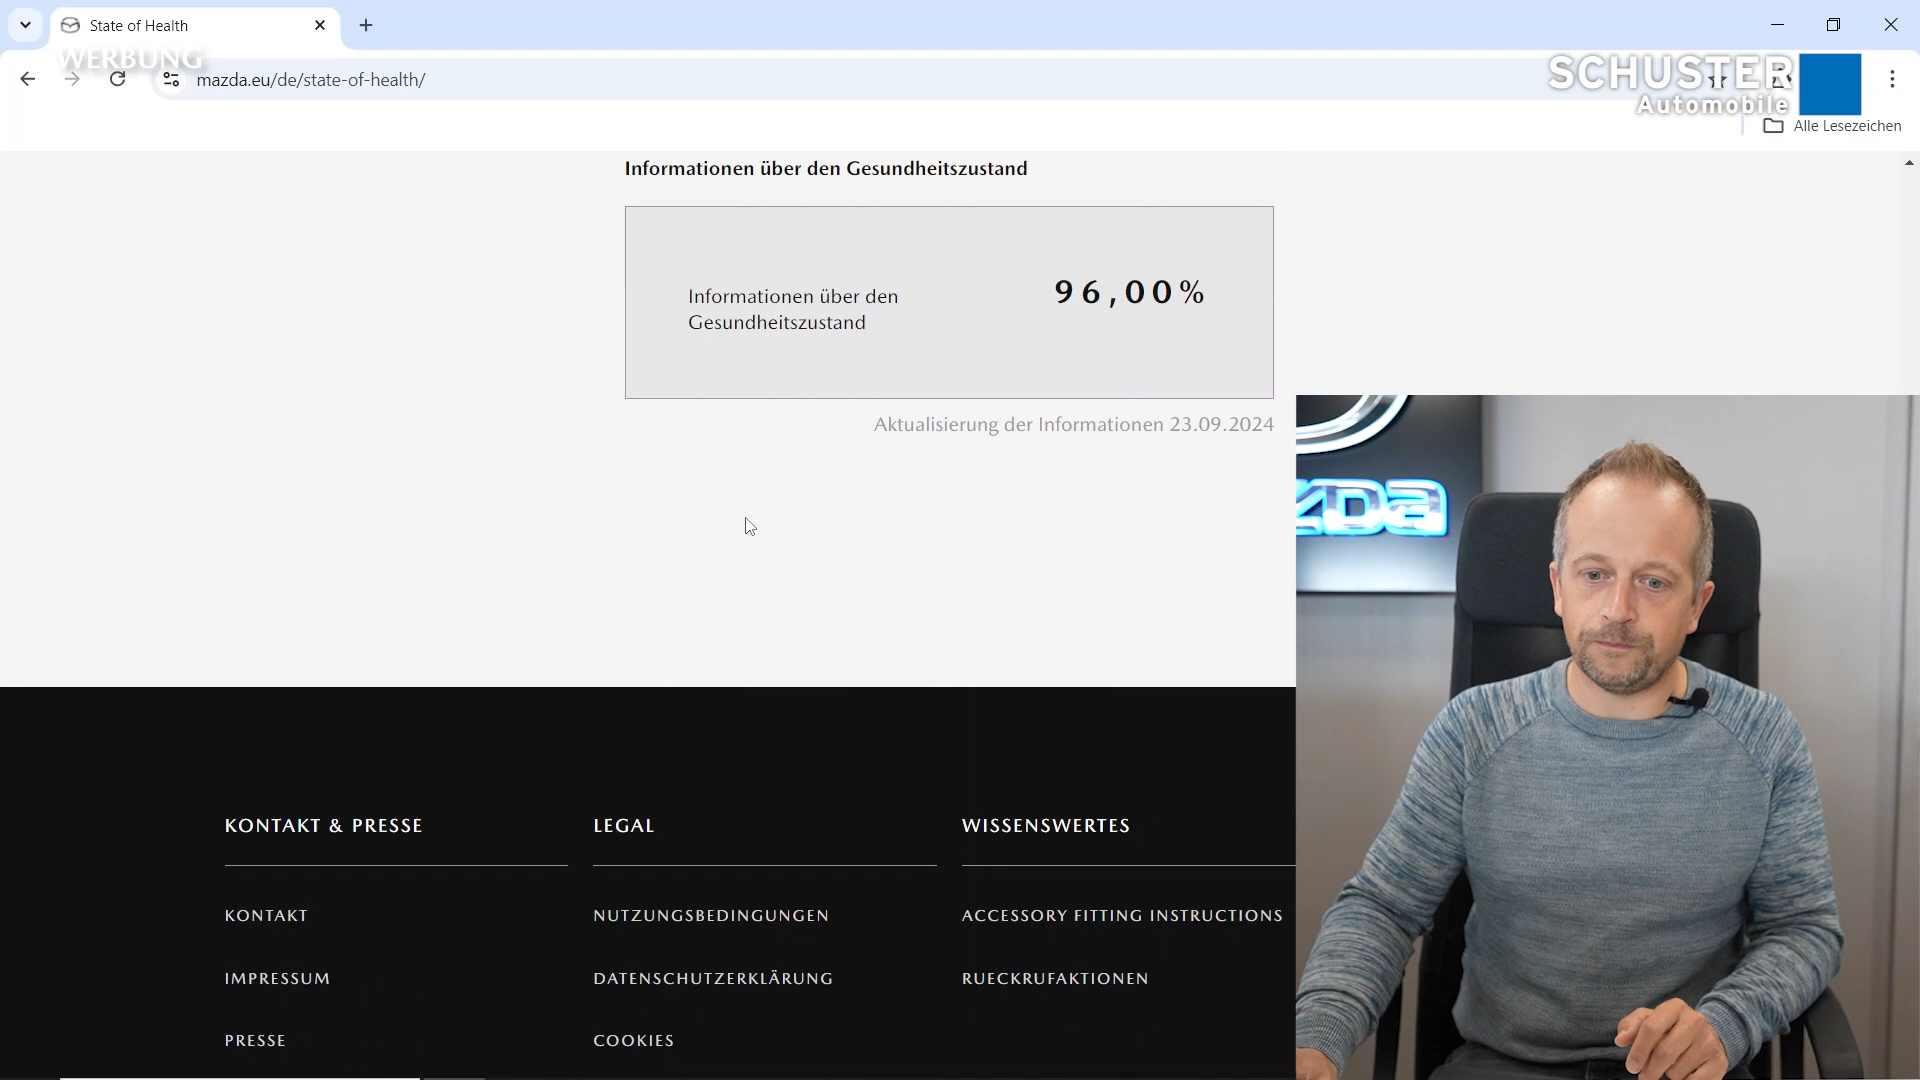 State of Health
WERBUNG
mazda.eu/de/state-of-health/
SCHUSTER
Automobile
Alle Lesezeichen
Informationen über den Gesundheitszustand
Informationen über den
Gesundheitszustand
96,00%
Aktualisierung der Informationen 23.09.2024
KONTAKT & PRESSE
LEGAL
WISSENSWERTES
KONTAKT
NUTZUNGSBEDINGUNGEN
ACCESSORY FITTING INSTRUCTIONS
IMPRESSUM
DATENSCHUTZERKLÄRUNG
RUECKRUFAKTIONEN
PRESSE
COOKIES